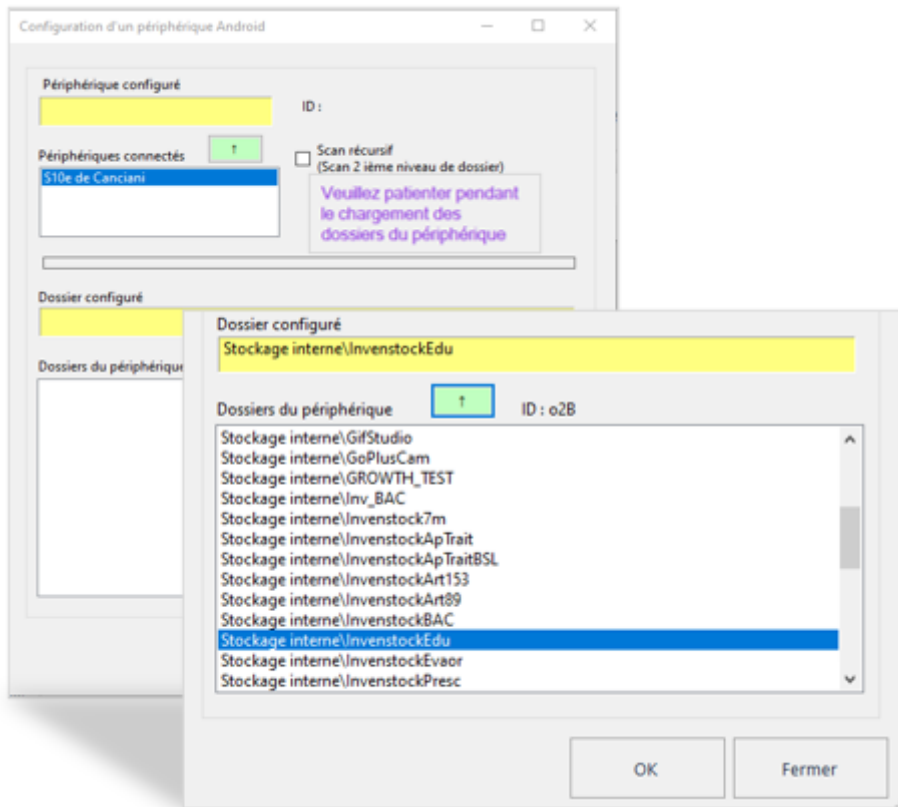 Configuration d'un périphérique Android
Périphérique configuré
ID :
Périphériques connectés
↑
Scan récursif
(Scan 2 ième niveau de dossier)
S10e de Canciani
Veuillez patienter pendant
le chargement des
dossiers du périphérique
Dossier configuré
Dossiers du périphérique
Dossier configuré
Stockage interne\InvenstockEdu
Dossiers du périphérique
↑
ID : o2B
Stockage interne\GifStudio
Stockage interne\GoPlusCam
Stockage interne\GROWTH_TEST
Stockage interne\Inv_BAC
Stockage interne\Invenstock7m
Stockage interne\InvenstockApTrait
Stockage interne\InvenstockApTraitBSL
Stockage interne\InvenstockArt153
Stockage interne\InvenstockArt89
Stockage interne\InvenstockBAC
Stockage interne\InvenstockEdu
Stockage interne\InvenstockEvaor
Stockage interne\InvenstockPresc
OK
Fermer